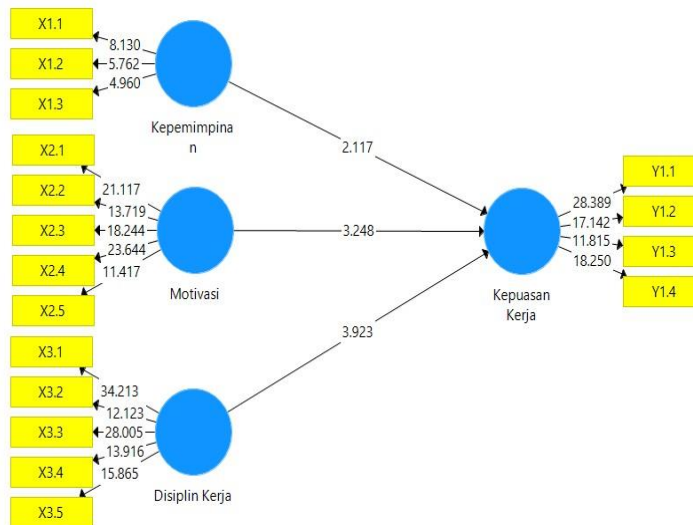 X1.1
8.130
X1.2
5.762
X1.3
4.960
Kepemimpina
n
2.117
X2.1
21.117
X2.2
13.719
X2.3
18.244
X2.4
23.644
X2.5
11.417
Motivasi
3.248
X3.1
34.213
X3.2
12.123
X3.3
28.005
X3.4
13.916
X3.5
15.865
Disiplin Kerja
3.923
Y1.1
28.389
Y1.2
17.142
Y1.3
11.815
Y1.4
18.250
Kepuasan
Kerja